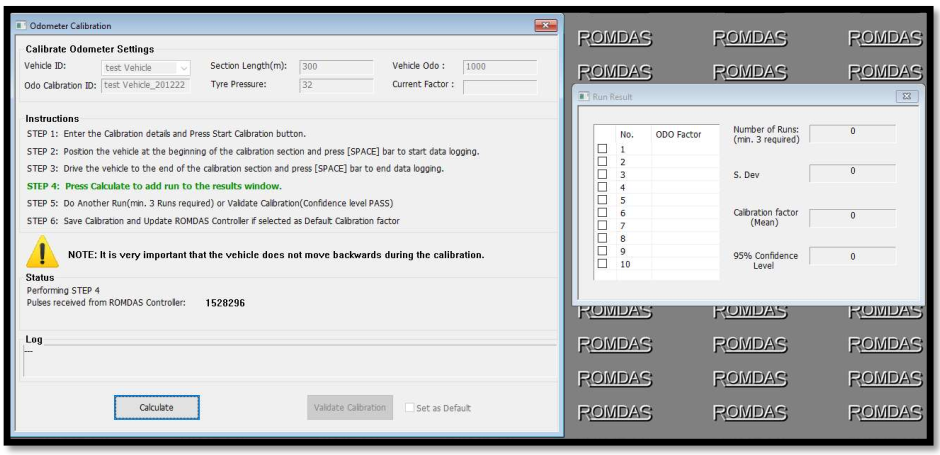 Odometer Calibration
Calibrate Odometer Settings
Vehicle ID: test Vehicle Section Length(m): 300 Vehicle Odo : 1000
Odo Calibration ID: test Vehicle_201222 Tyre Pressure: 32 Current Factor :
Instructions
STEP 1: Enter the Calibration details and Press Start Calibration button.
STEP 2: Position the vehicle at the beginning of the calibration section and press [SPACE] bar to start data logging.
STEP 3: Drive the vehicle to the end of the calibration section and press [SPACE] bar to end data logging.
STEP 4: Press Calculate to add run to the results window.
STEP 5: Do Another Run(min. 3 Runs required) or Validate Calibration(Confidence level PASS)
STEP 6: Save Calibration and Update ROMDAS Controller if selected as Default Calibration factor
NOTE: It is very important that the vehicle does not move backwards during the calibration.
Status
Performing STEP 4
Pulses received from ROMDAS Controller: 1528296
Log
---
Calculate Validate Calibration Set as Default
ROMDAS ROMDAS ROMDAS
ROMDAS ROMDAS ROMDAS
Run Result
No. ODO Factor
1
2
3
4
5
6
7
8
9
10
Number of Runs: 0
(min. 3 required)
S. Dev 0
Calibration factor 0
(Mean)
95% Confidence 0
Level
ROMDAS ROMDAS ROMDAS
ROMDAS ROMDAS ROMDAS
ROMDAS ROMDAS ROMDAS
ROMDAS ROMDAS ROMDAS